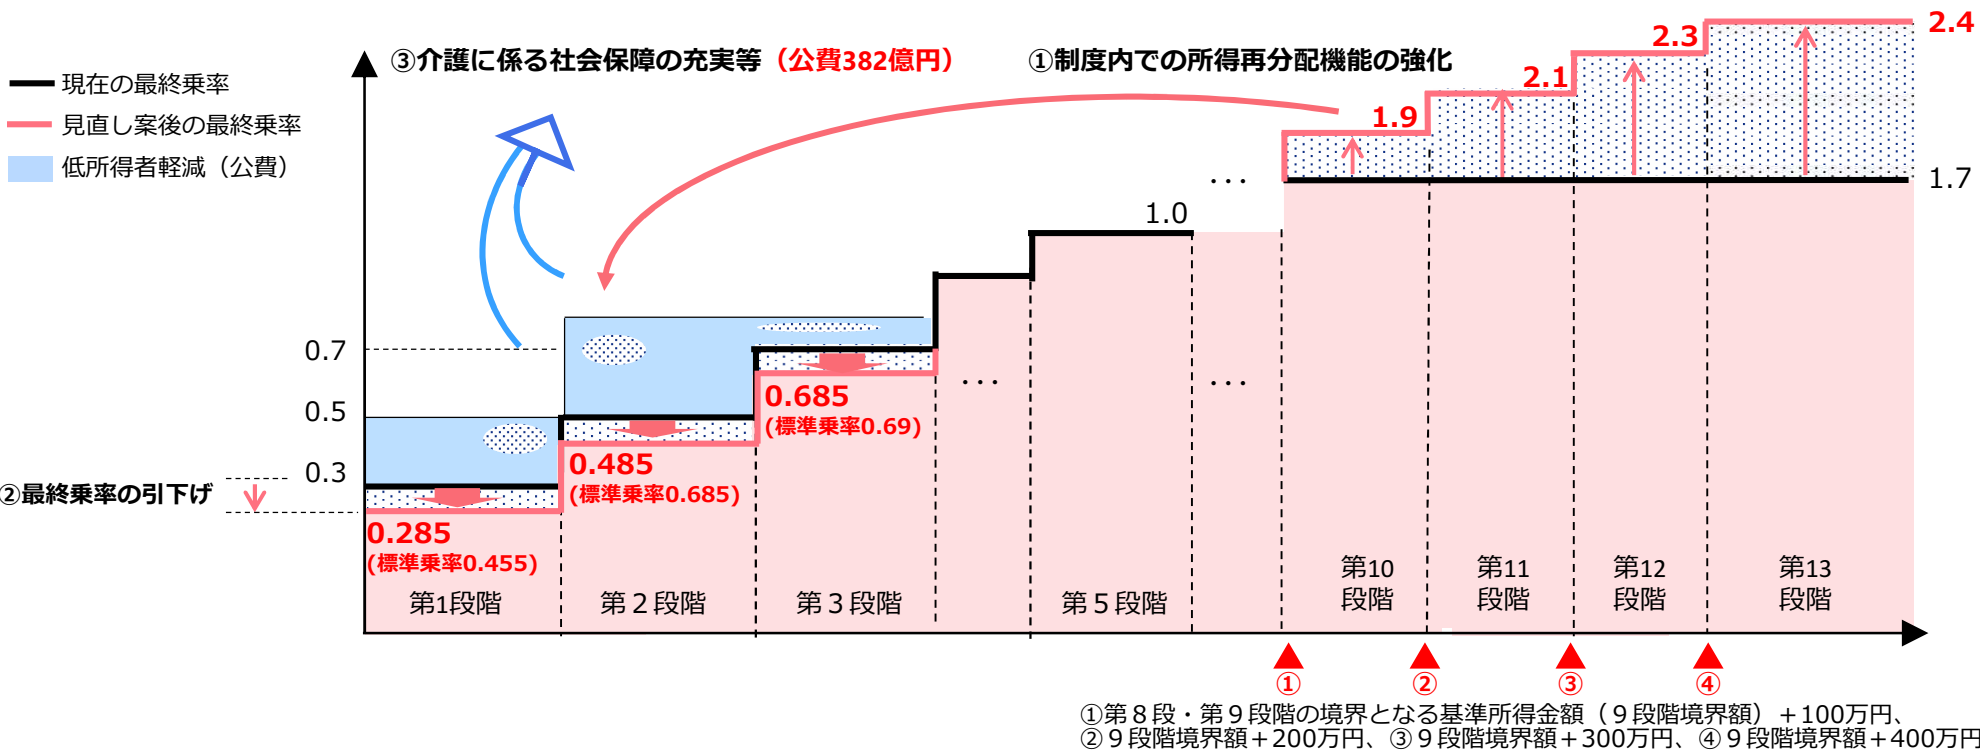 ③介護に係る社会保障の充実等（公費382億円）
①制度内での所得再分配機能の強化
現在の最終乗率
見直し案後の最終乗率
低所得者軽減（公費）
2.4
2.3
2.1
1.9
1.7
…
1.0
0.7
0.5
0.3
②最終乗率の引下げ
…
…
0.685
(標準乗率0.69)
0.485
(標準乗率0.685)
0.285
(標準乗率0.455)
第1段階
第２段階
第３段階
第５段階
第10
段階
第11
段階
第12
段階
第13
段階
①
②
③
④
①第８段・第９段階の境界となる基準所得金額（９段階境界額）＋100万円、
②９段階境界額＋200万円、③９段階境界額＋300万円、④９段階境界額＋400万円